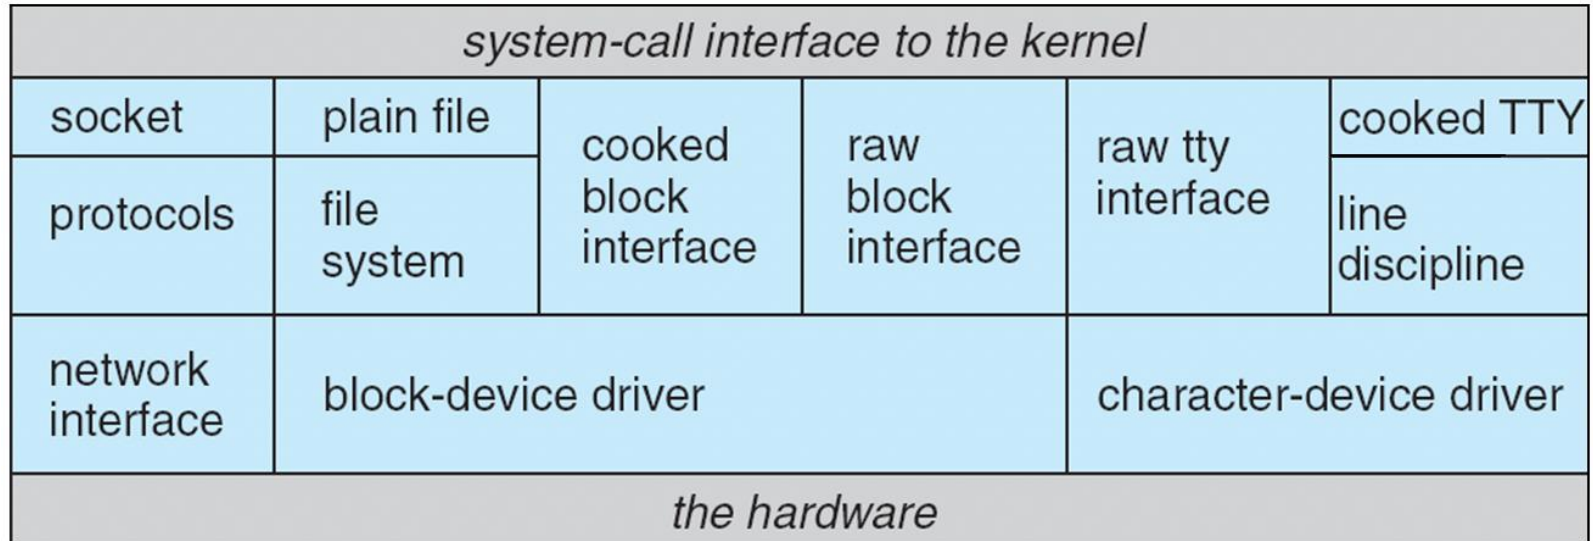 system-call interface to the kernel
socket
plain file
cooked
block
interface
raw
block
interface
raw tty
interface
cooked TTY
protocols
file
system
line
discipline
network
interface
block-device driver
character-device driver
the hardware